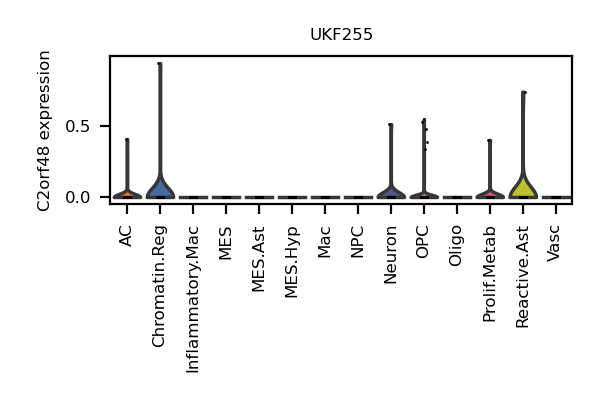 UKF255
C2orf48 expression
0.5
0.0
AC
Chromatin.Reg
Inflammatory.Mac
MES
MES.Ast
MES.Hyp
Mac
NPC
Neuron
OPC
Oligo
Prolif.Metab
Reactive.Ast
Vasc